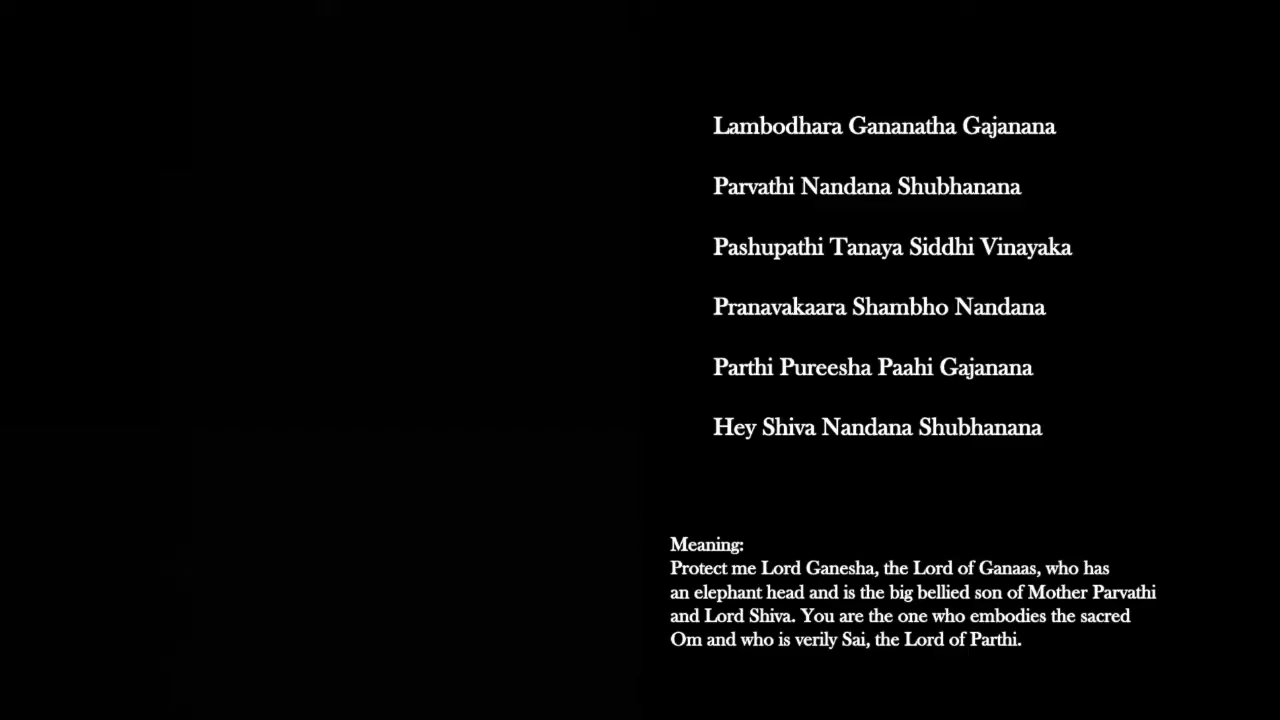 Lambodhara Gananatha Gajanana
Parvathi Nandana Shubhanana
Pashupathi Tanaya Siddhi Vinayaka
Pranavakaara Shambho Nandana
Parthi Pureesha Paahi Gajanana
Hey Shiva Nandana Shubhanana
Meaning:
Protect me Lord Ganesha, the Lord of Ganaas, who has
an elephant head and is the big bellied son of Mother Parvathi
and Lord Shiva. You are the one who embodies the sacred
Om and who is verily Sai, the Lord of Parthi.